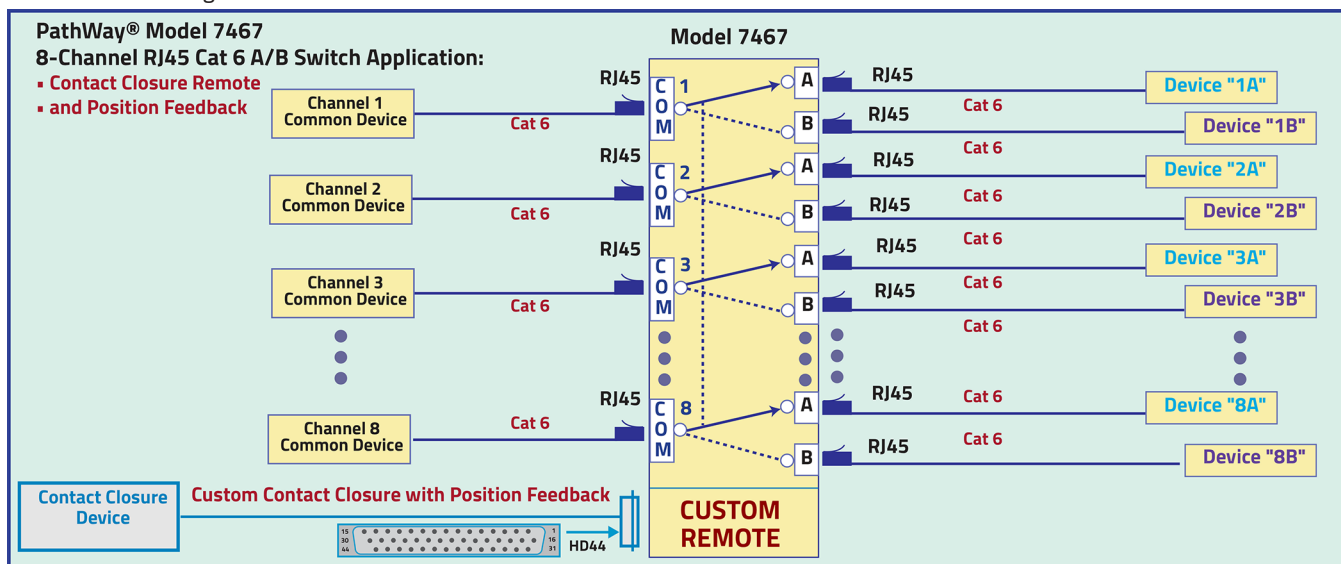 PathWay® Model 7467
8-Channel RJ45 Cat 6 A/B Switch Application:
▪ Contact Closure Remote
▪ and Position Feedback
Model 7467
Channel 1
Common Device
Cat 6
RJ45
C
O
M
1
A
RJ45
Cat 6
Device "1A"
B
RJ45
Cat 6
Device "1B"
Channel 2
Common Device
Cat 6
RJ45
C
O
M
2
A
RJ45
Cat 6
Device "2A"
B
RJ45
Cat 6
Device "2B"
Channel 3
Common Device
Cat 6
RJ45
C
O
M
3
A
RJ45
Cat 6
Device "3A"
B
RJ45
Cat 6
Device "3B"
Channel 8
Common Device
Cat 6
RJ45
C
O
M
8
A
RJ45
Cat 6
Device "8A"
B
RJ45
Cat 6
Device "8B"
Contact Closure
Device
Custom Contact Closure with Position Feedback
15
30
44
1
16
31
HD44
CUSTOM
REMOTE